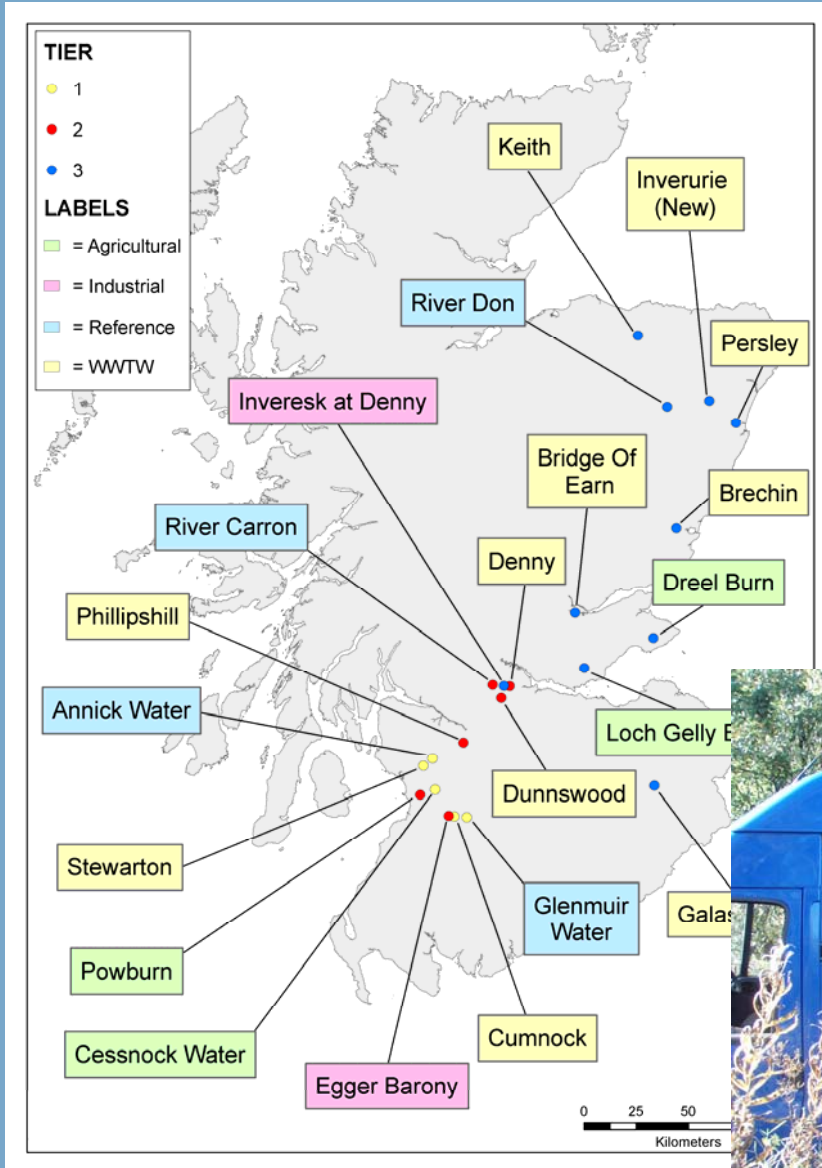 TIER
1
2
3
LABELS
= Agricultural
= Industrial
= Reference
= WWTW
Keith
Inverurie
(New)
River Don
Persley
Inveresk at Denny
Bridge Of
Earn
Brechin
River Carron
Denny
Dreel Burn
Phillipshill
Annick Water
Loch Gelly
Dunnswood
Stewarton
Glenmuir
Water
Powburn
Cumnock
Cessnock Water
Egger Barony
0 25 50
Kilometers